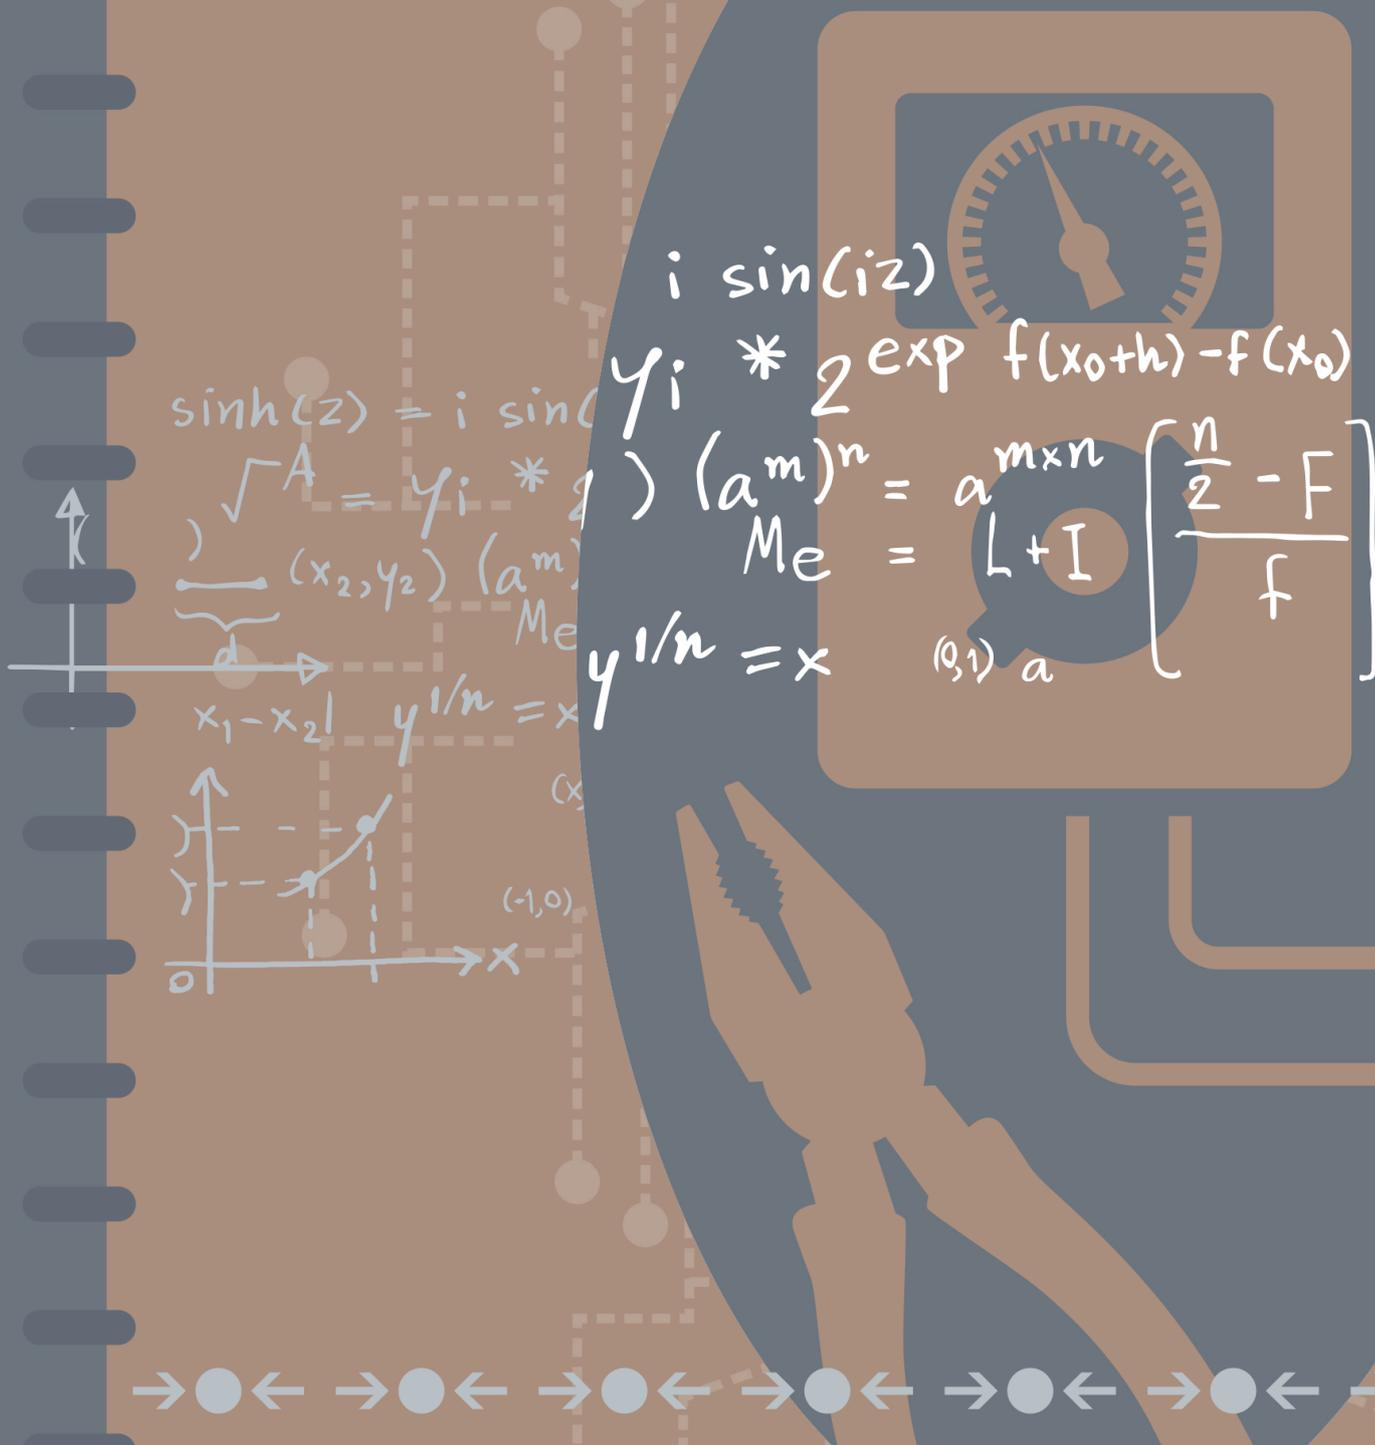 i sin(iz)
yi * 2 exp f(x₀+h) - f(x₀)
sinh(z) = i sin(
√A = yi *
) (aᵐ)ⁿ = aᵐˣⁿ [ (n/2 - F) / f ]
) (x₂,y₂) (aᵐ)
Me = L+I
Me
d
y^1/n = x (0,1) a
x₁-x₂| y^1/n = x
(x
(-1,0)
0 x